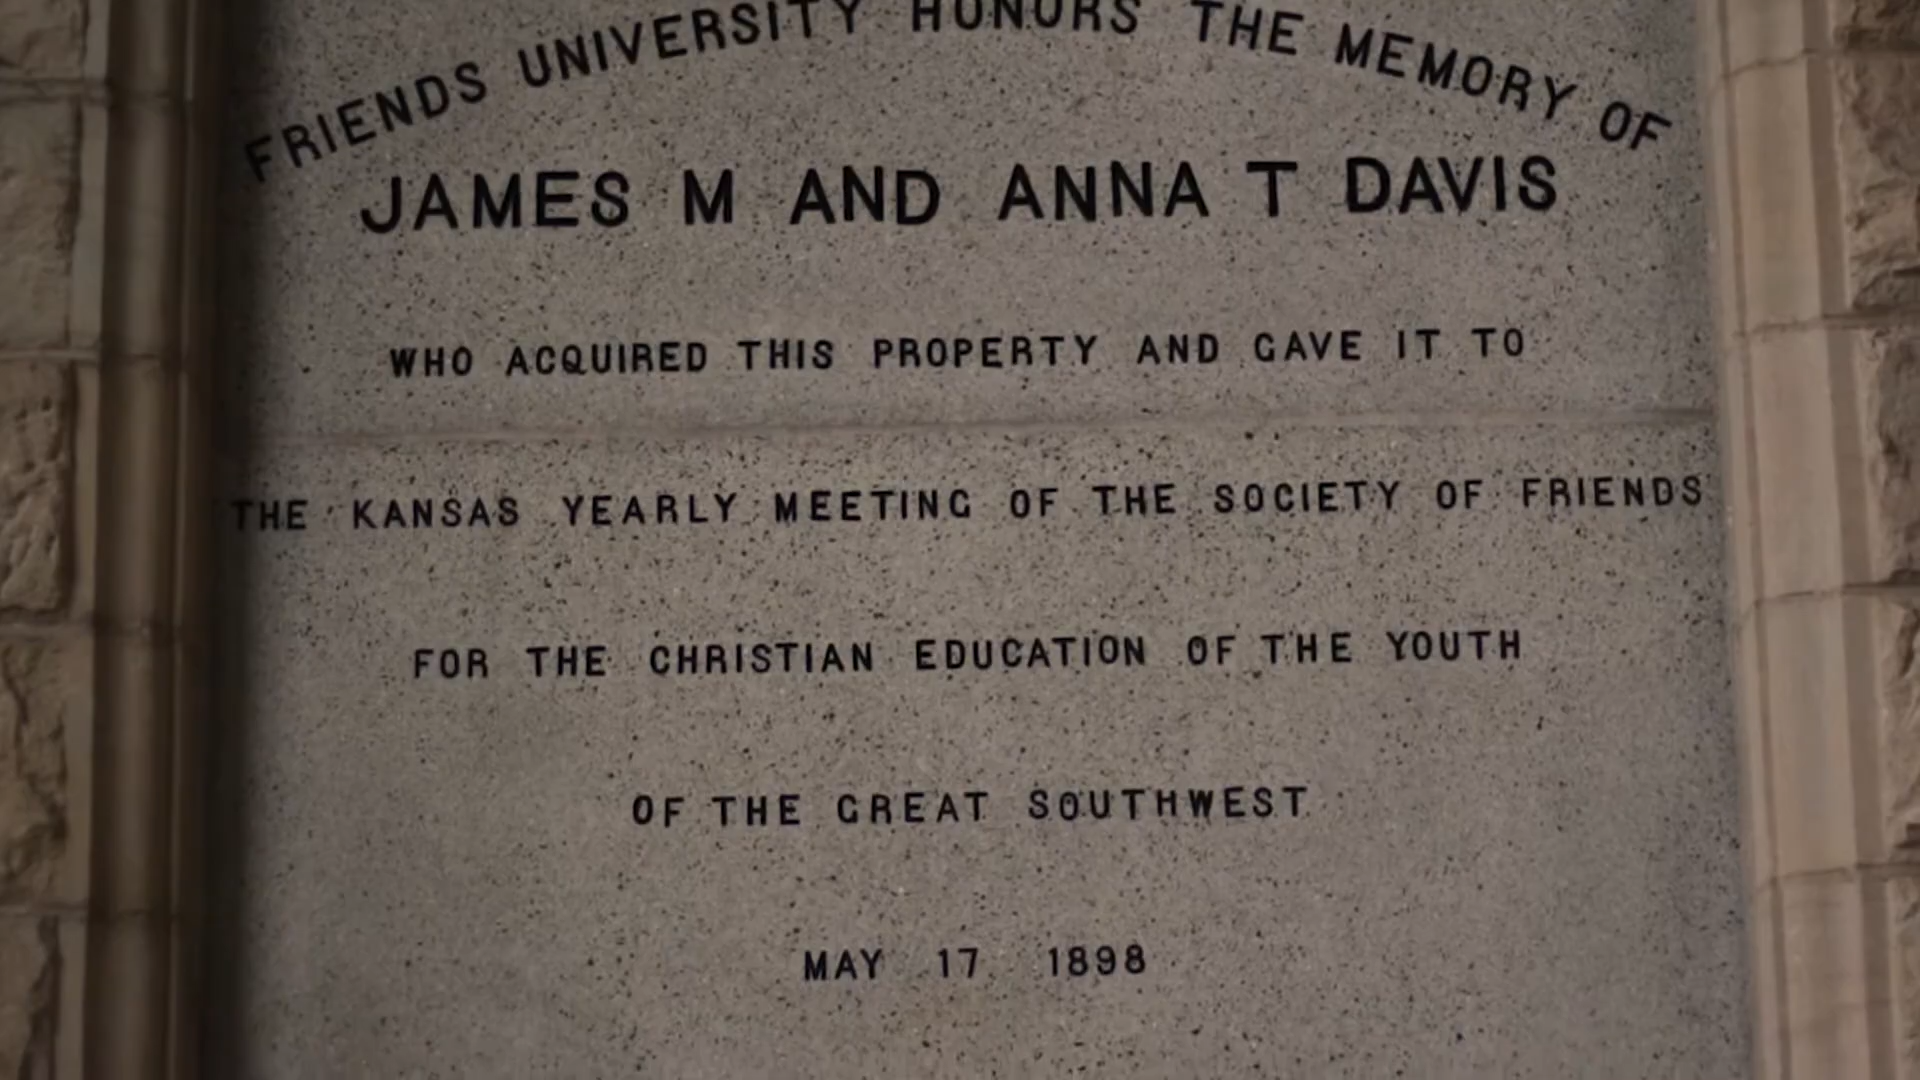 FRIENDS UNIVERSITY HONORS THE MEMORY OF
JAMES M AND ANNA T DAVIS
WHO ACQUIRED THIS PROPERTY AND GAVE IT TO
THE KANSAS YEARLY MEETING OF THE SOCIETY OF FRIENDS
FOR THE CHRISTIAN EDUCATION OF THE YOUTH
OF THE GREAT SOUTHWEST
MAY 17 1898